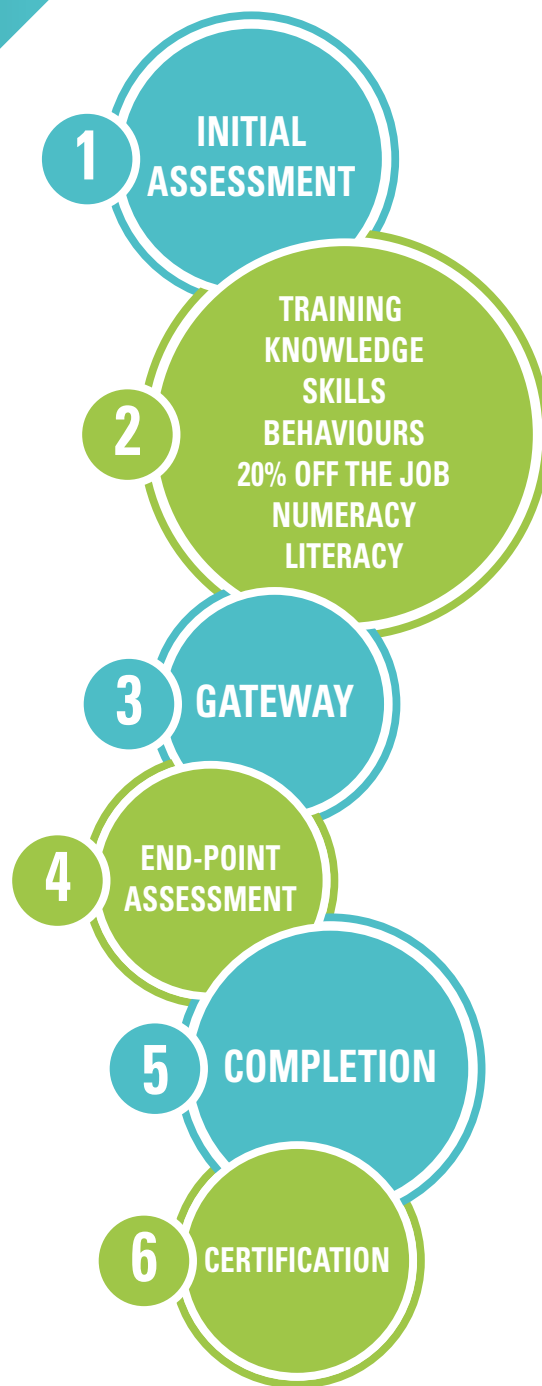 1
INITIAL
ASSESSMENT
2
TRAINING
KNOWLEDGE
SKILLS
BEHAVIOURS
20% OFF THE JOB
NUMERACY
LITERACY
3
GATEWAY
4
END-POINT
ASSESSMENT
5
COMPLETION
6
CERTIFICATION